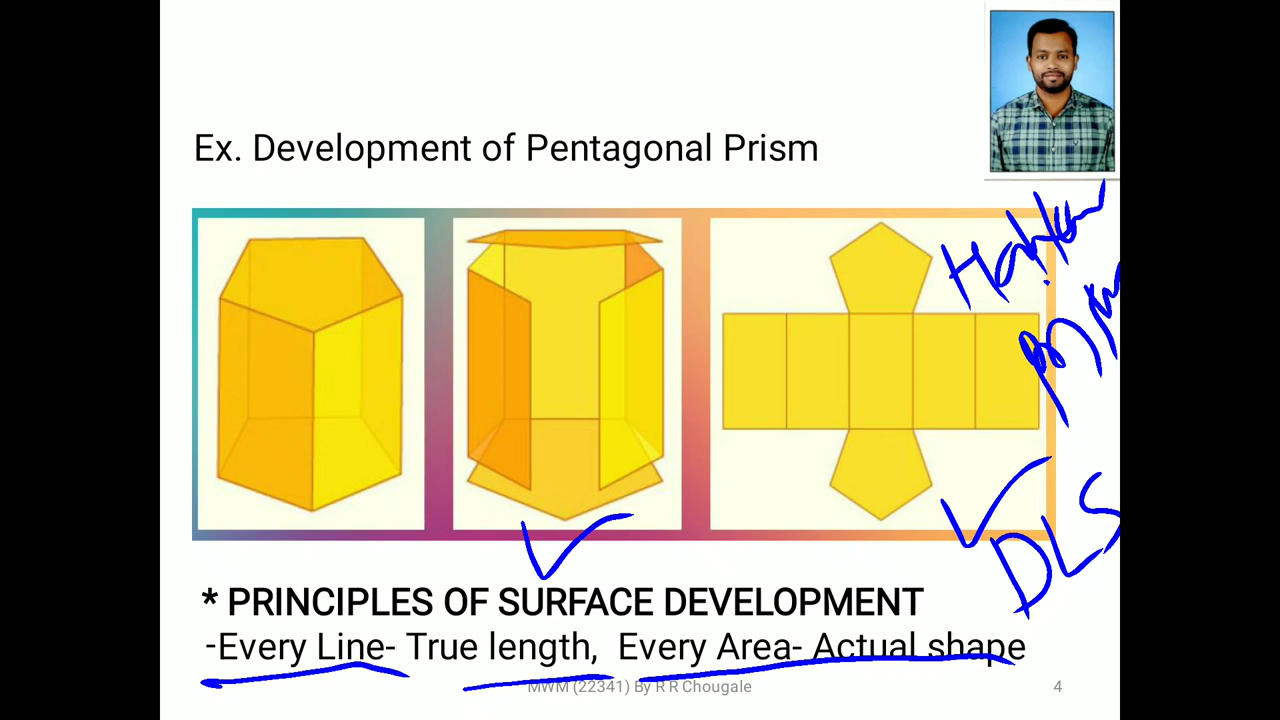 Ex. Development of Pentagonal Prism
DLS
* PRINCIPLES OF SURFACE DEVELOPMENT
-Every Line- True length, Every Area- Actual shape
MWM (22341) By R R Chougale 4